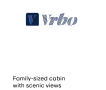 Vrbo
Family-sized cabin
with scenic views